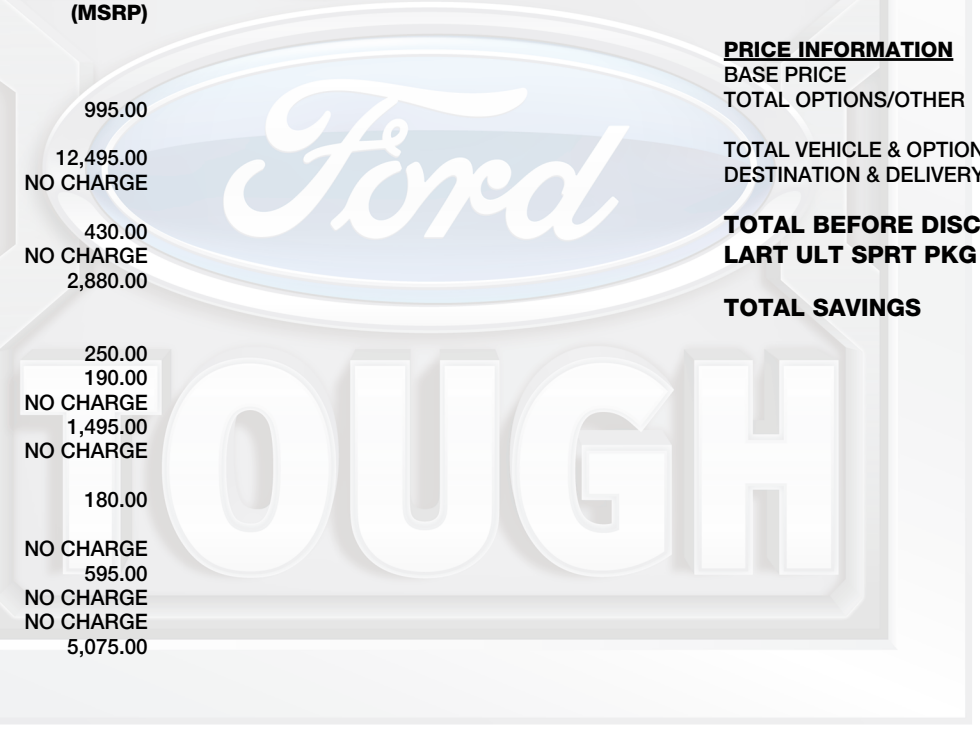 (MSRP)
995.00
12,495.00
NO CHARGE
430.00
NO CHARGE
2,880.00
250.00
190.00
NO CHARGE
1,495.00
NO CHARGE
180.00
NO CHARGE
595.00
NO CHARGE
NO CHARGE
5,075.00
PRICE INFORMATION
BASE PRICE
TOTAL OPTIONS/OTHER
TOTAL VEHICLE & OPTION
DESTINATION & DELIVERY
TOTAL BEFORE DISC
LART ULT SPRT PKG
TOTAL SAVINGS
Ford
TOUGH